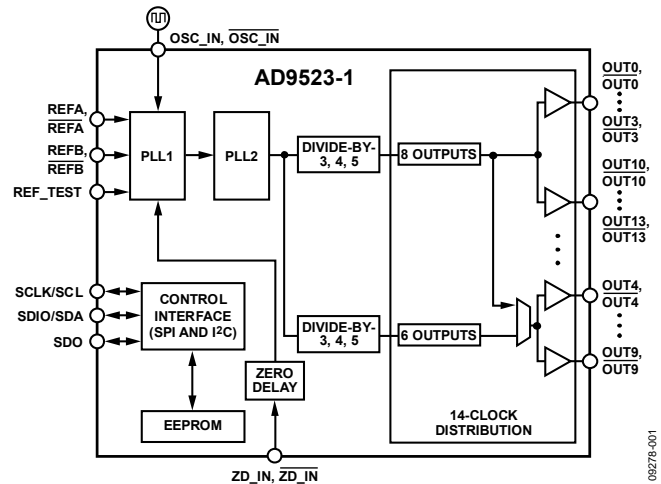 OSC_IN, OSC_IN
AD9523-1
REFA,
REFA
REFB,
REFB
REF_TEST
PLL1
PLL2
DIVIDE-BY-
3, 4, 5
8 OUTPUTS
OUT0,
OUT0
OUT3,
OUT3
OUT10,
OUT10
OUT13,
OUT13
SCLK/SCL
SDIO/SDA
SDO
CONTROL
INTERFACE
(SPI AND I²C)
EEPROM
ZERO
DELAY
DIVIDE-BY-
3, 4, 5
6 OUTPUTS
OUT4,
OUT4
OUT9,
OUT9
14-CLOCK
DISTRIBUTION
ZD_IN, ZD_IN
09278-001